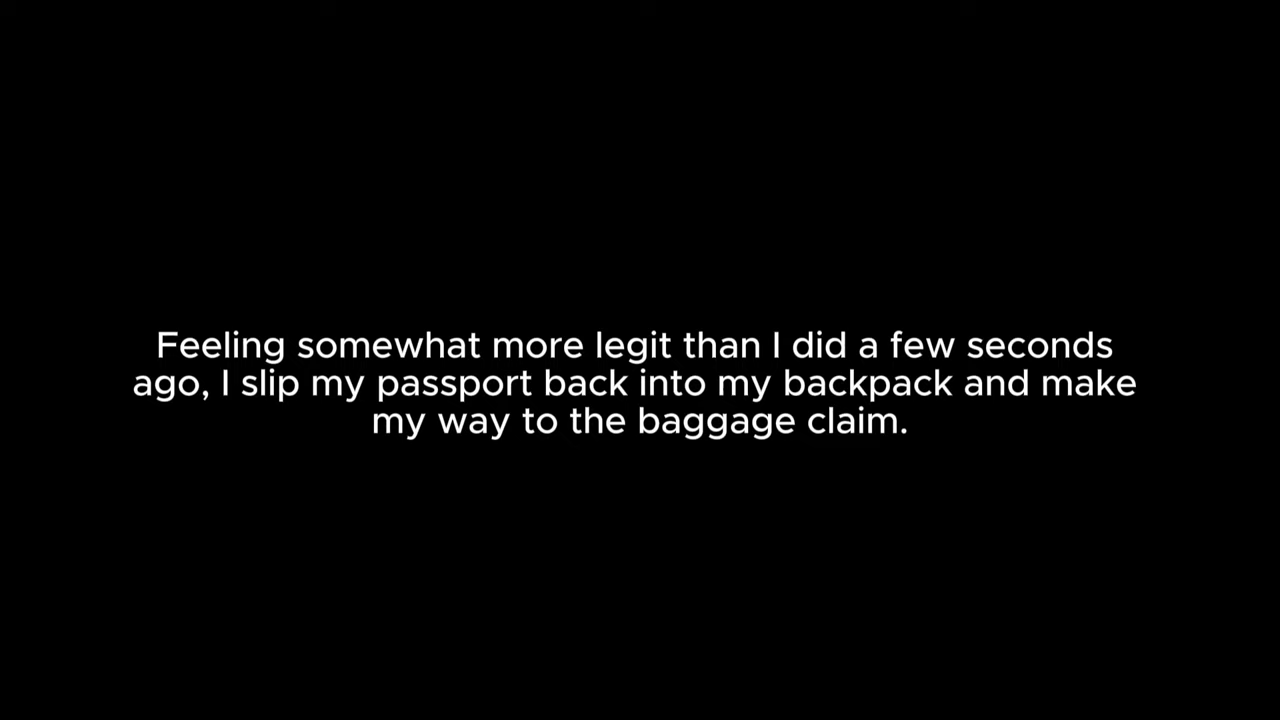 Feeling somewhat more legit than I did a few seconds
ago, I slip my passport back into my backpack and make
my way to the baggage claim.